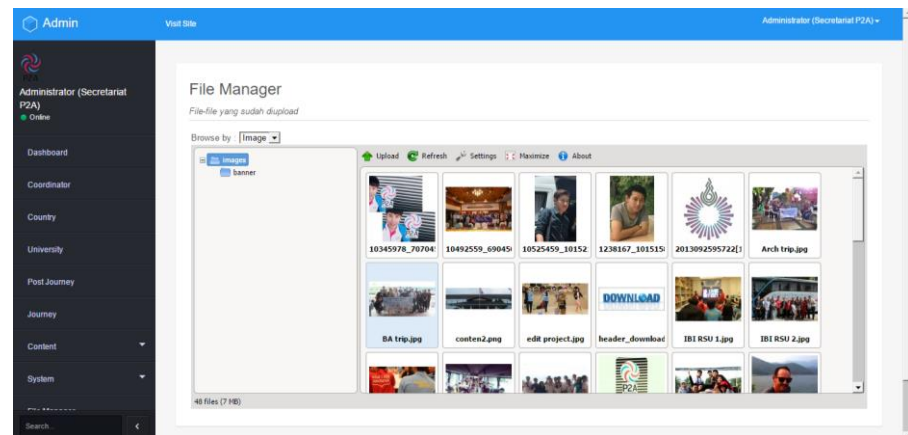 Admin
Visit Site
Administrator (Secretariat P2A)
P2A
Administrator (Secretariat
P2A)
Online
Dashboard
Coordinator
Country
University
Post Journey
Journey
Content
System
File Manager
Search...
File Manager
File-file yang sudah diupload
Browse by : Image
images
banner
Upload Refresh Settings Maximize About
10345978_70704 10492559_69045 10525459_10152 1238167_101515 2013092595722[1 Arch trip.jpg
DOWNLOAD
BA trip.jpg conten2.png edit project.jpg header_download IBI RSU 1.jpg IBI RSU 2.jpg
P2A
48 files (7 MB)